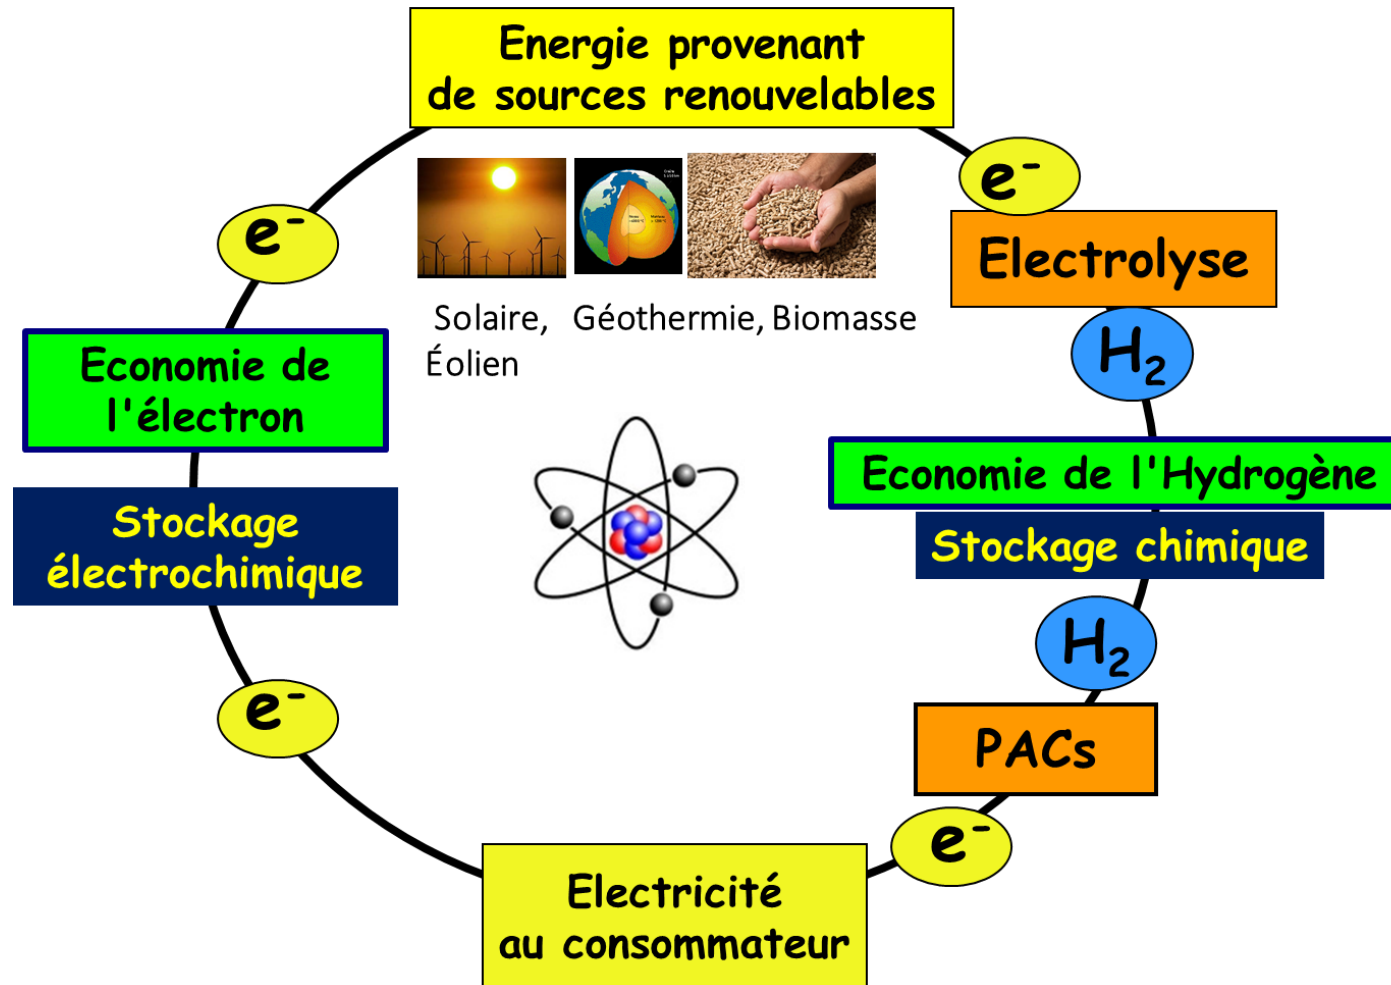 Energie provenant
de sources renouvelables
e-
e-
Electrolyse
Solaire, Géothermie, Biomasse
Éolien
H2
Economie de
l'électron
Economie de l'Hydrogène
Stockage
électrochimique
Stockage chimique
H2
e-
PACs
e-
Electricité
au consommateur